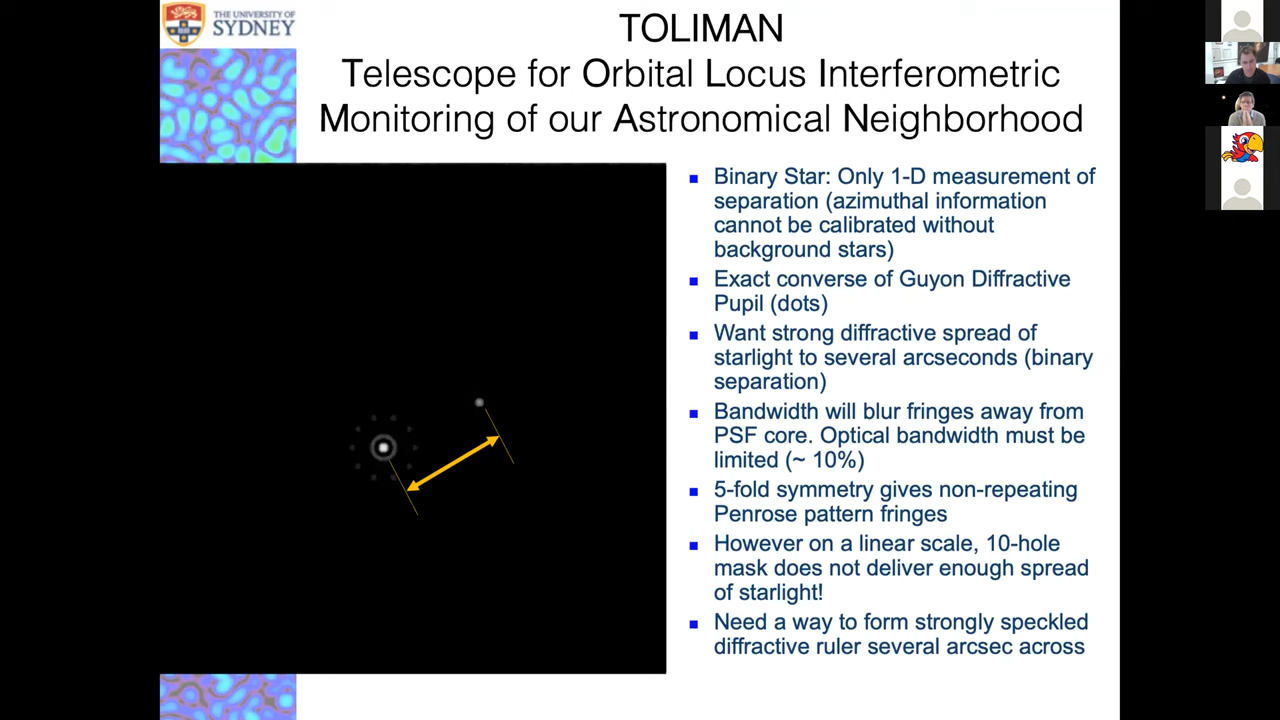 THE UNIVERSITY OF
SYDNEY
TOLIMAN
Telescope for Orbital Locus Interferometric
Monitoring of our Astronomical Neighborhood
Binary Star: Only 1-D measurement of
separation (azimuthal information
cannot be calibrated without
background stars)
Exact converse of Guyon Diffractive
Pupil (dots)
Want strong diffractive spread of
starlight to several arcseconds (binary
separation)
Bandwidth will blur fringes away from
PSF core. Optical bandwidth must be
limited (~ 10%)
5-fold symmetry gives non-repeating
Penrose pattern fringes
However on a linear scale, 10-hole
mask does not deliver enough spread
of starlight!
Need a way to form strongly speckled
diffractive ruler several arcsec across